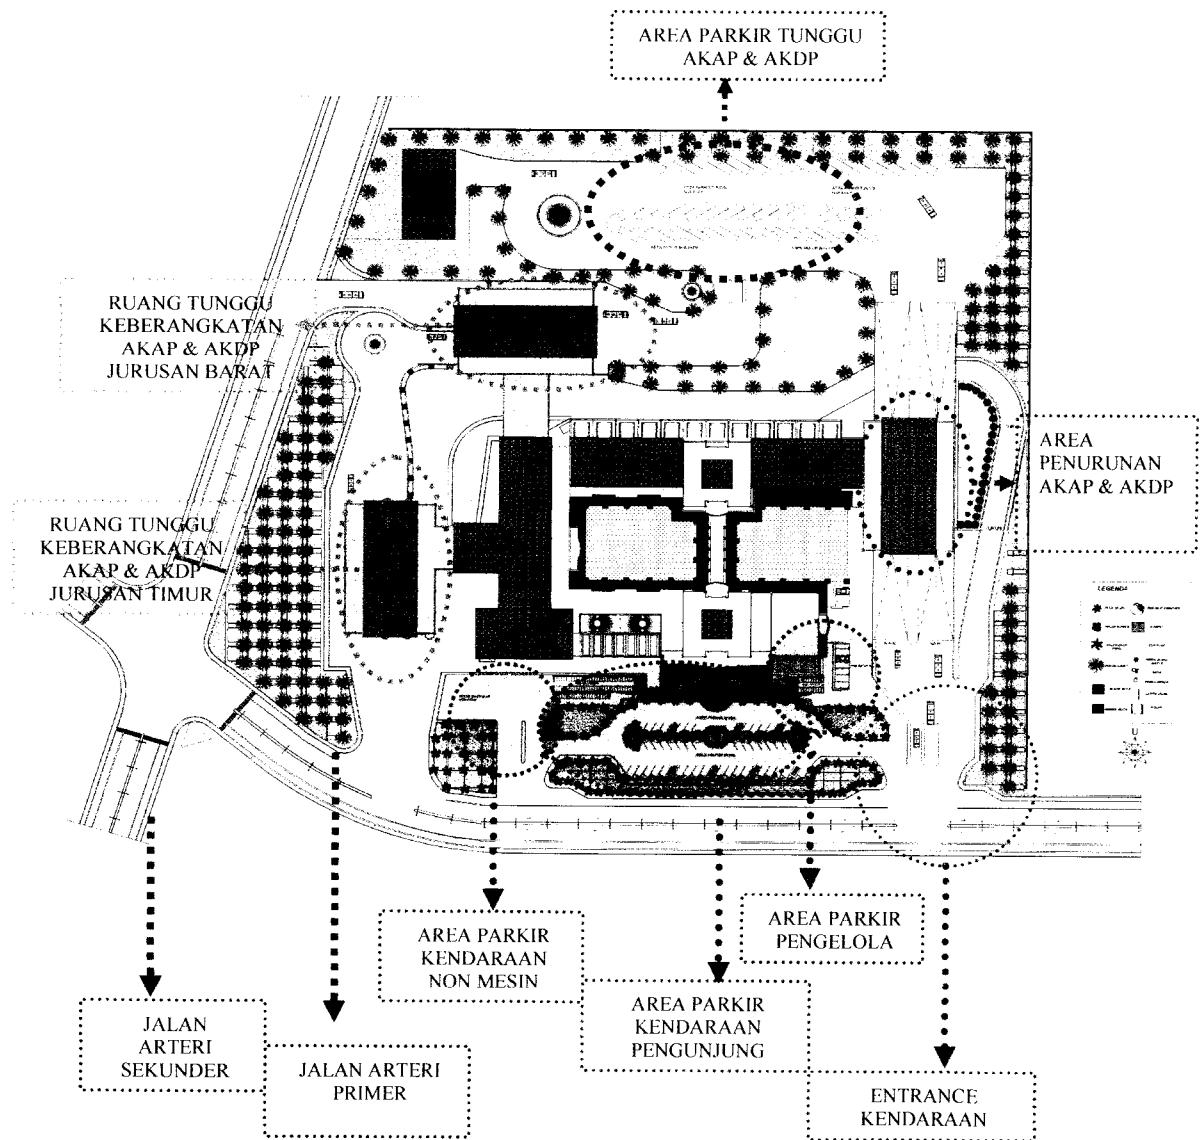 AREA PARKIR TUNGGU
AKAP & AKDP
RUANG TUNGGU
KEBERANGKATAN
AKAP & AKDP
JURUSAN BARAT
AREA
PENURUNAN
AKAP & AKDP
RUANG TUNGGU
KEBERANGKATAN
AKAP & AKDP
JURUSAN TIMUR
LEGENDA
AREA PARKIR
KENDARAAN
NON MESIN
AREA PARKIR
PENGELOLA
AREA PARKIR
KENDARAAN
PENGUNJUNG
JALAN
ARTERI
SEKUNDER
JALAN ARTERI
PRIMER
ENTRANCE
KENDARAAN